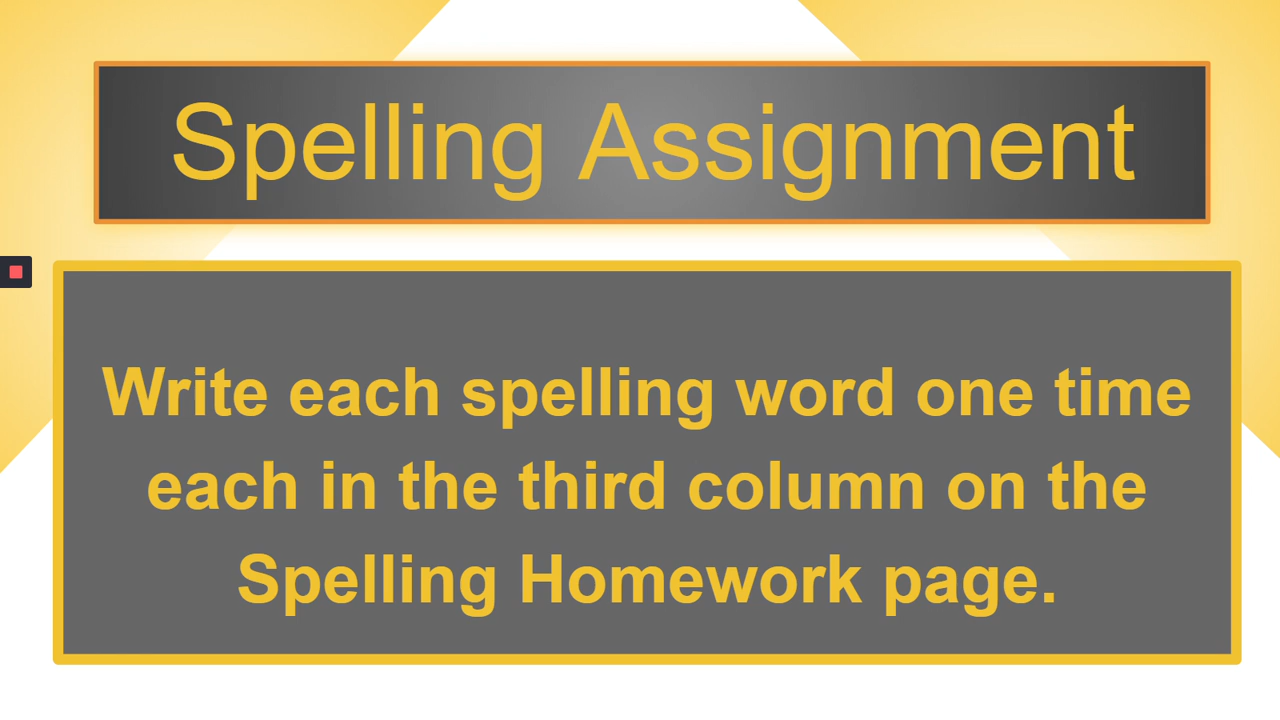 Spelling Assignment
Write each spelling word one time
each in the third column on the
Spelling Homework page.